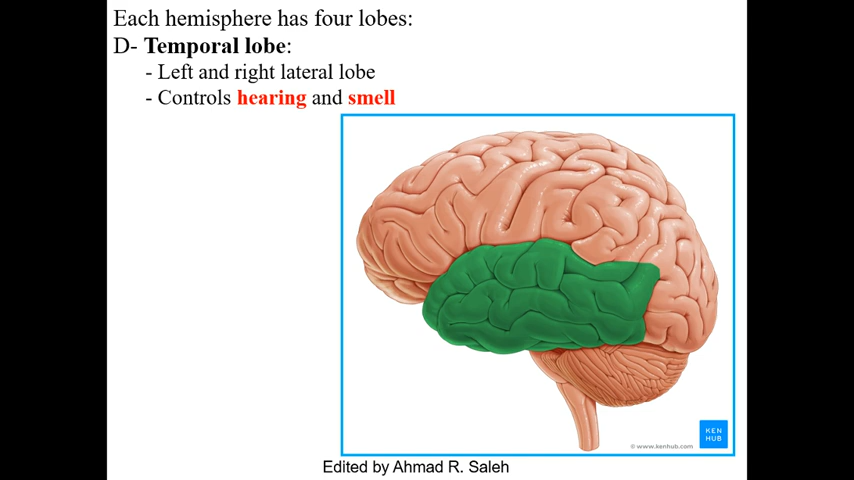 Each hemisphere has four lobes:
D- Temporal lobe:
- Left and right lateral lobe
- Controls hearing and smell
KEN
HUB
© www.kenhub.com
Edited by Ahmad R. Saleh